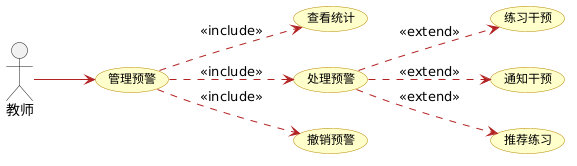 查看统计
练习干预
<<include>>
<<extend>>
管理预警
<<include>>
处理预警
<<extend>>
通知干预
教师
<<include>>
<<extend>>
撤销预警
推荐练习